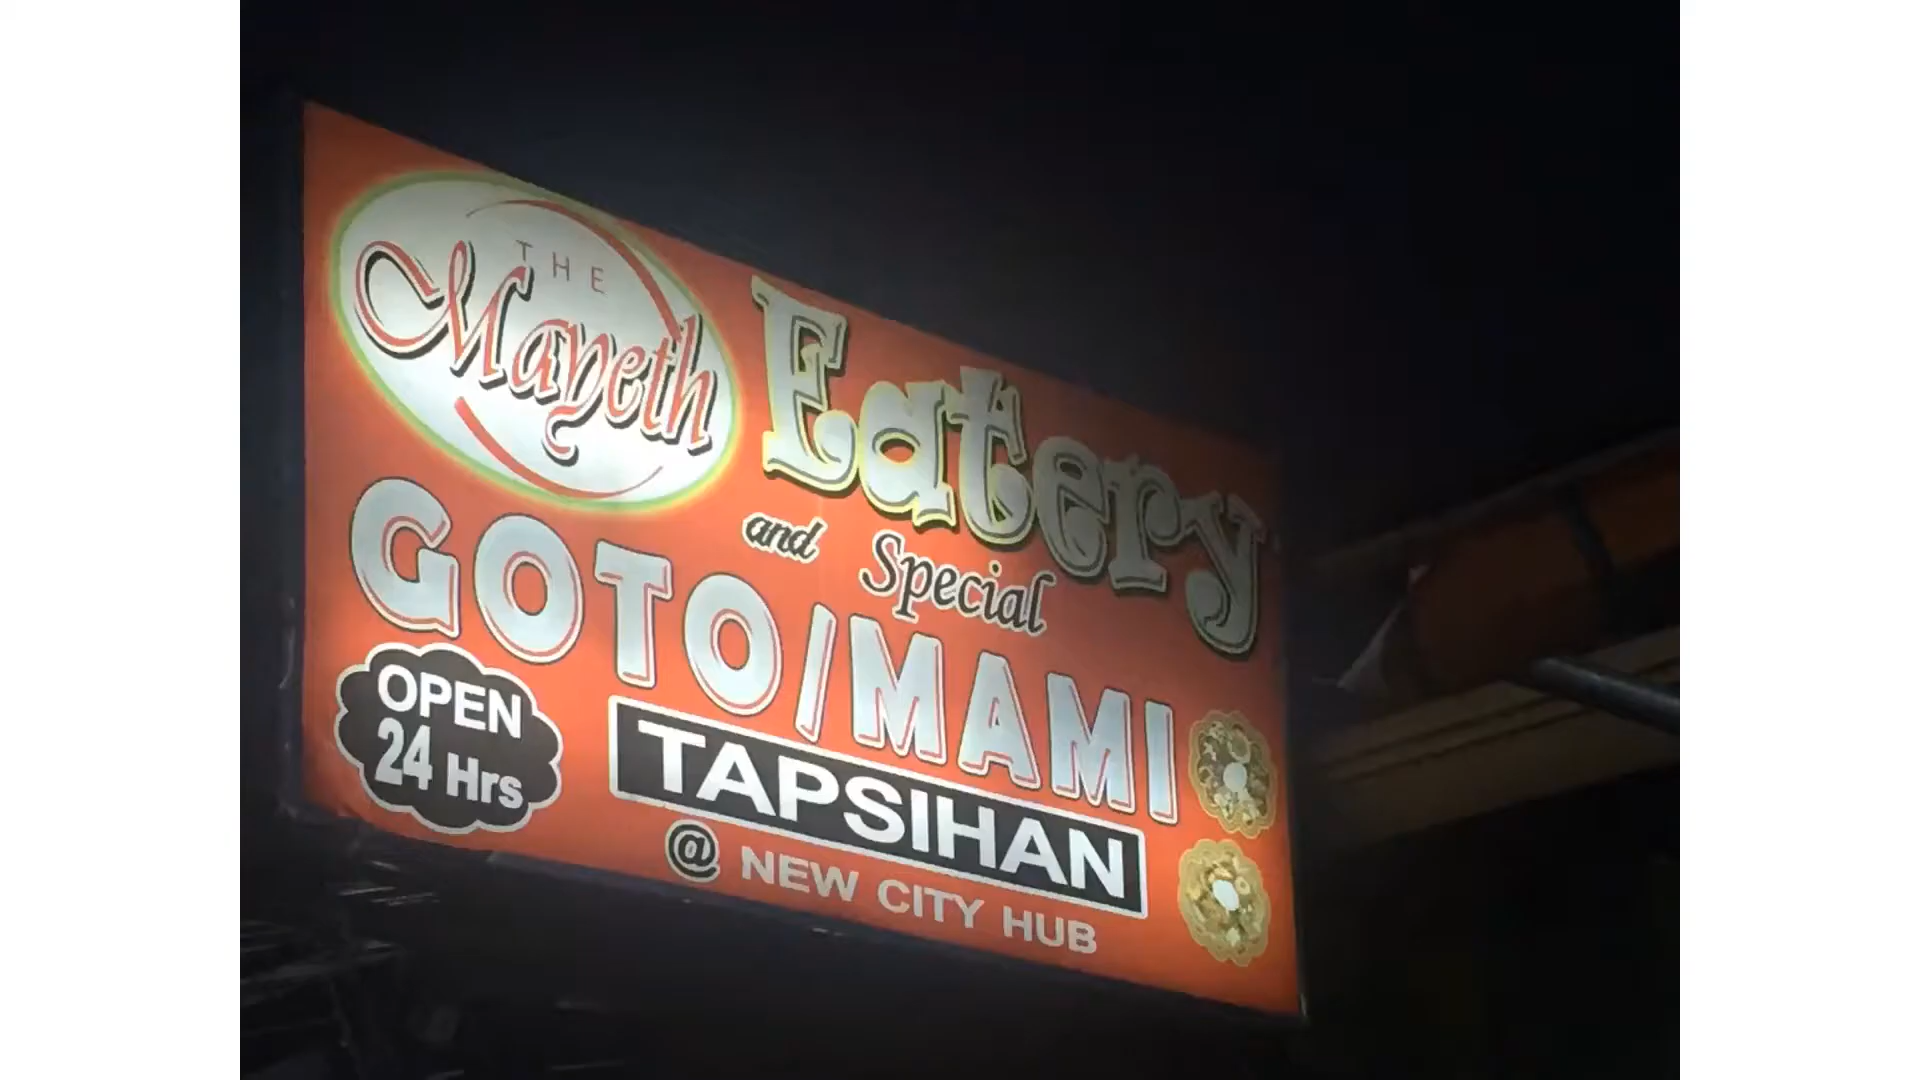 THE
Mayeth
Eatery
and Special
GOTO/MAMI
OPEN
24 Hrs
TAPSIHAN
@ NEW CITY HUB